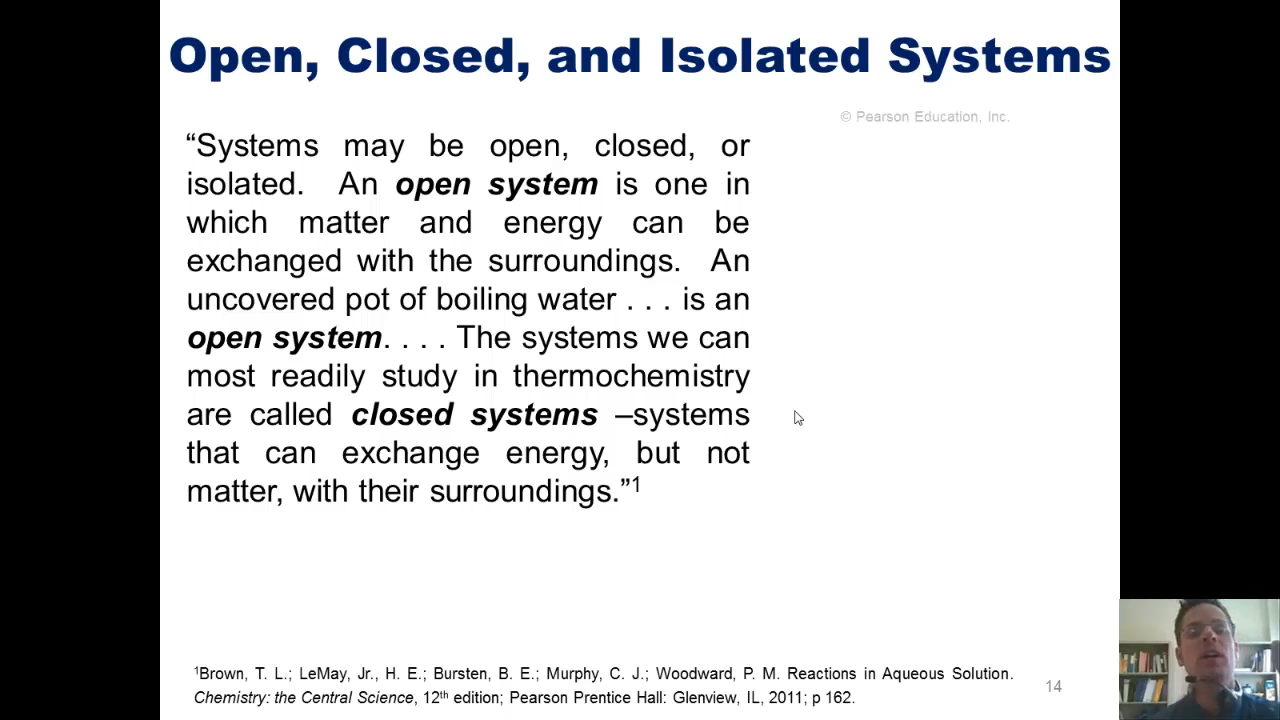 Open, Closed, and Isolated Systems
© Pearson Education, Inc.
“Systems may be open, closed, or
isolated. An open system is one in
which matter and energy can be
exchanged with the surroundings. An
uncovered pot of boiling water . . . is an
open system. . . . The systems we can
most readily study in thermochemistry
are called closed systems –systems
that can exchange energy, but not
matter, with their surroundings.”1
1Brown, T. L.; LeMay, Jr., H. E.; Bursten, B. E.; Murphy, C. J.; Woodward, P. M. Reactions in Aqueous Solution.
Chemistry: the Central Science, 12th edition; Pearson Prentice Hall: Glenview, IL, 2011; p 162.
14